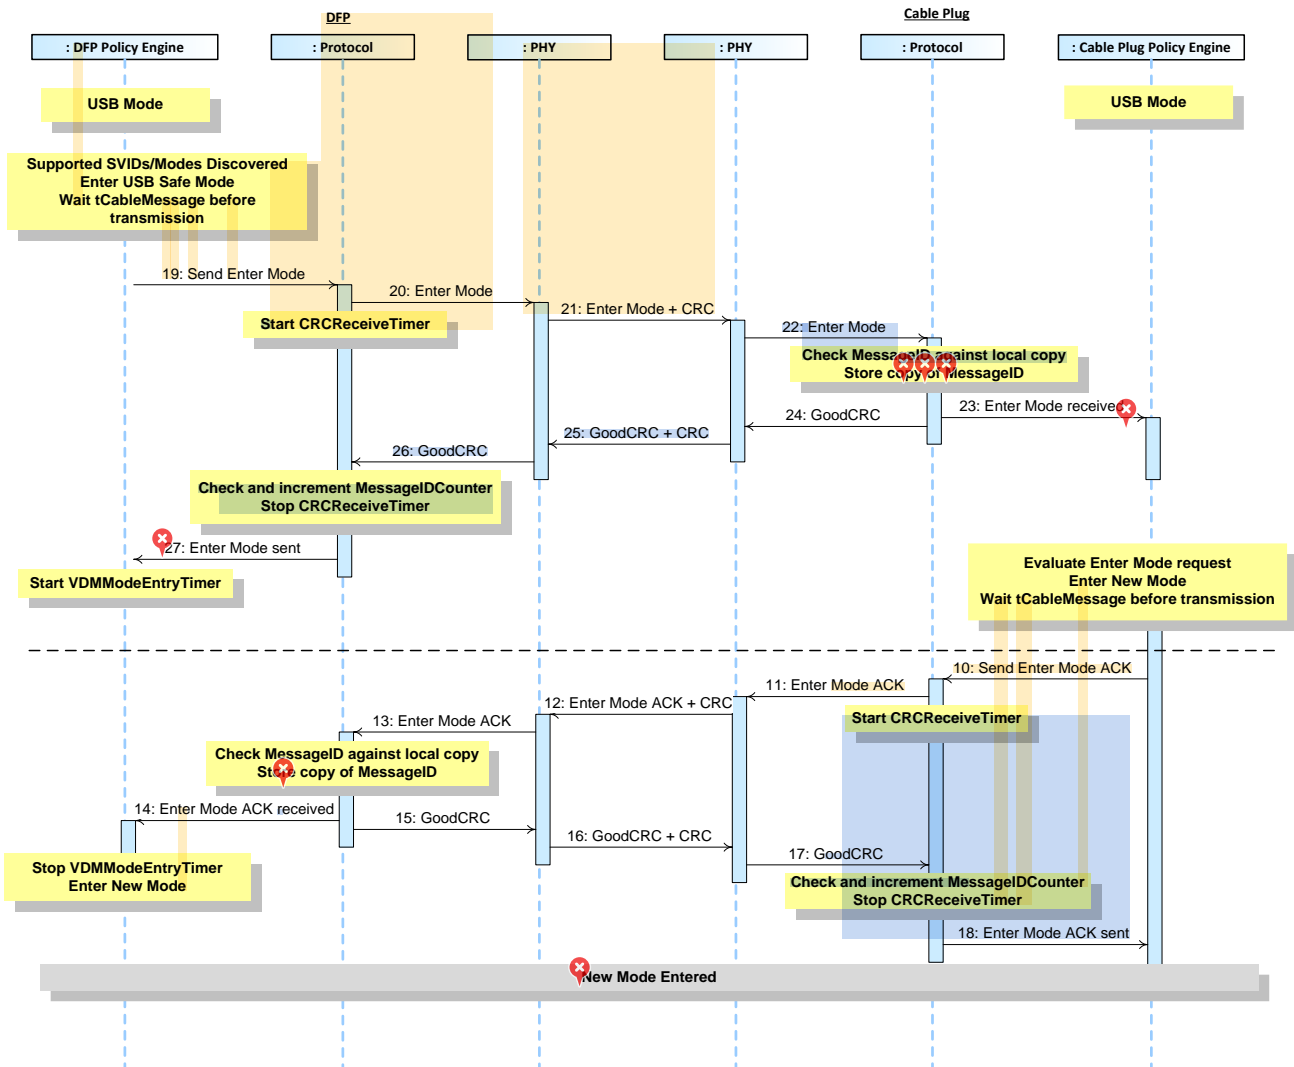 DFP
Cable Plug
: DFP Policy Engine
: Protocol
: PHY
: PHY
: Protocol
: Cable Plug Policy Engine
USB Mode
USB Mode
Supported SVIDs/Modes Discovered
Enter USB Safe Mode
Wait tCableMessage before
transmission
19: Send Enter Mode
20: Enter Mode
21: Enter Mode + CRC
Start CRCReceiveTimer
22: Enter Mode
Check MessageID against local copy
Store copy of MessageID
23: Enter Mode received
24: GoodCRC
25: GoodCRC + CRC
26: GoodCRC
Check and increment MessageIDCounter
Stop CRCReceiveTimer
27: Enter Mode sent
Start VDMModeEntryTimer
Evaluate Enter Mode request
Enter New Mode
Wait tCableMessage before transmission
10: Send Enter Mode ACK
11: Enter Mode ACK
12: Enter Mode ACK + CRC
Start CRCReceiveTimer
13: Enter Mode ACK
Check MessageID against local copy
Store copy of MessageID
14: Enter Mode ACK received
15: GoodCRC
16: GoodCRC + CRC
17: GoodCRC
Stop VDMModeEntryTimer
Enter New Mode
Check and increment MessageIDCounter
Stop CRCReceiveTimer
18: Enter Mode ACK sent
New Mode Entered